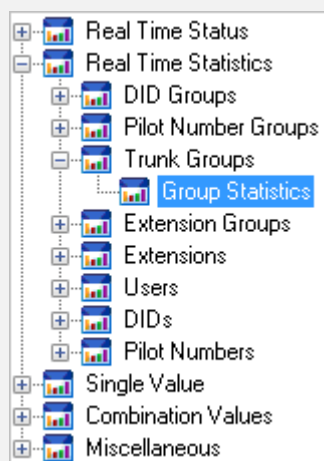 Real Time Status
Real Time Statistics
DID Groups
Pilot Number Groups
Trunk Groups
Group Statistics
Extension Groups
Extensions
Users
DIDs
Pilot Numbers
Single Value
Combination Values
Miscellaneous